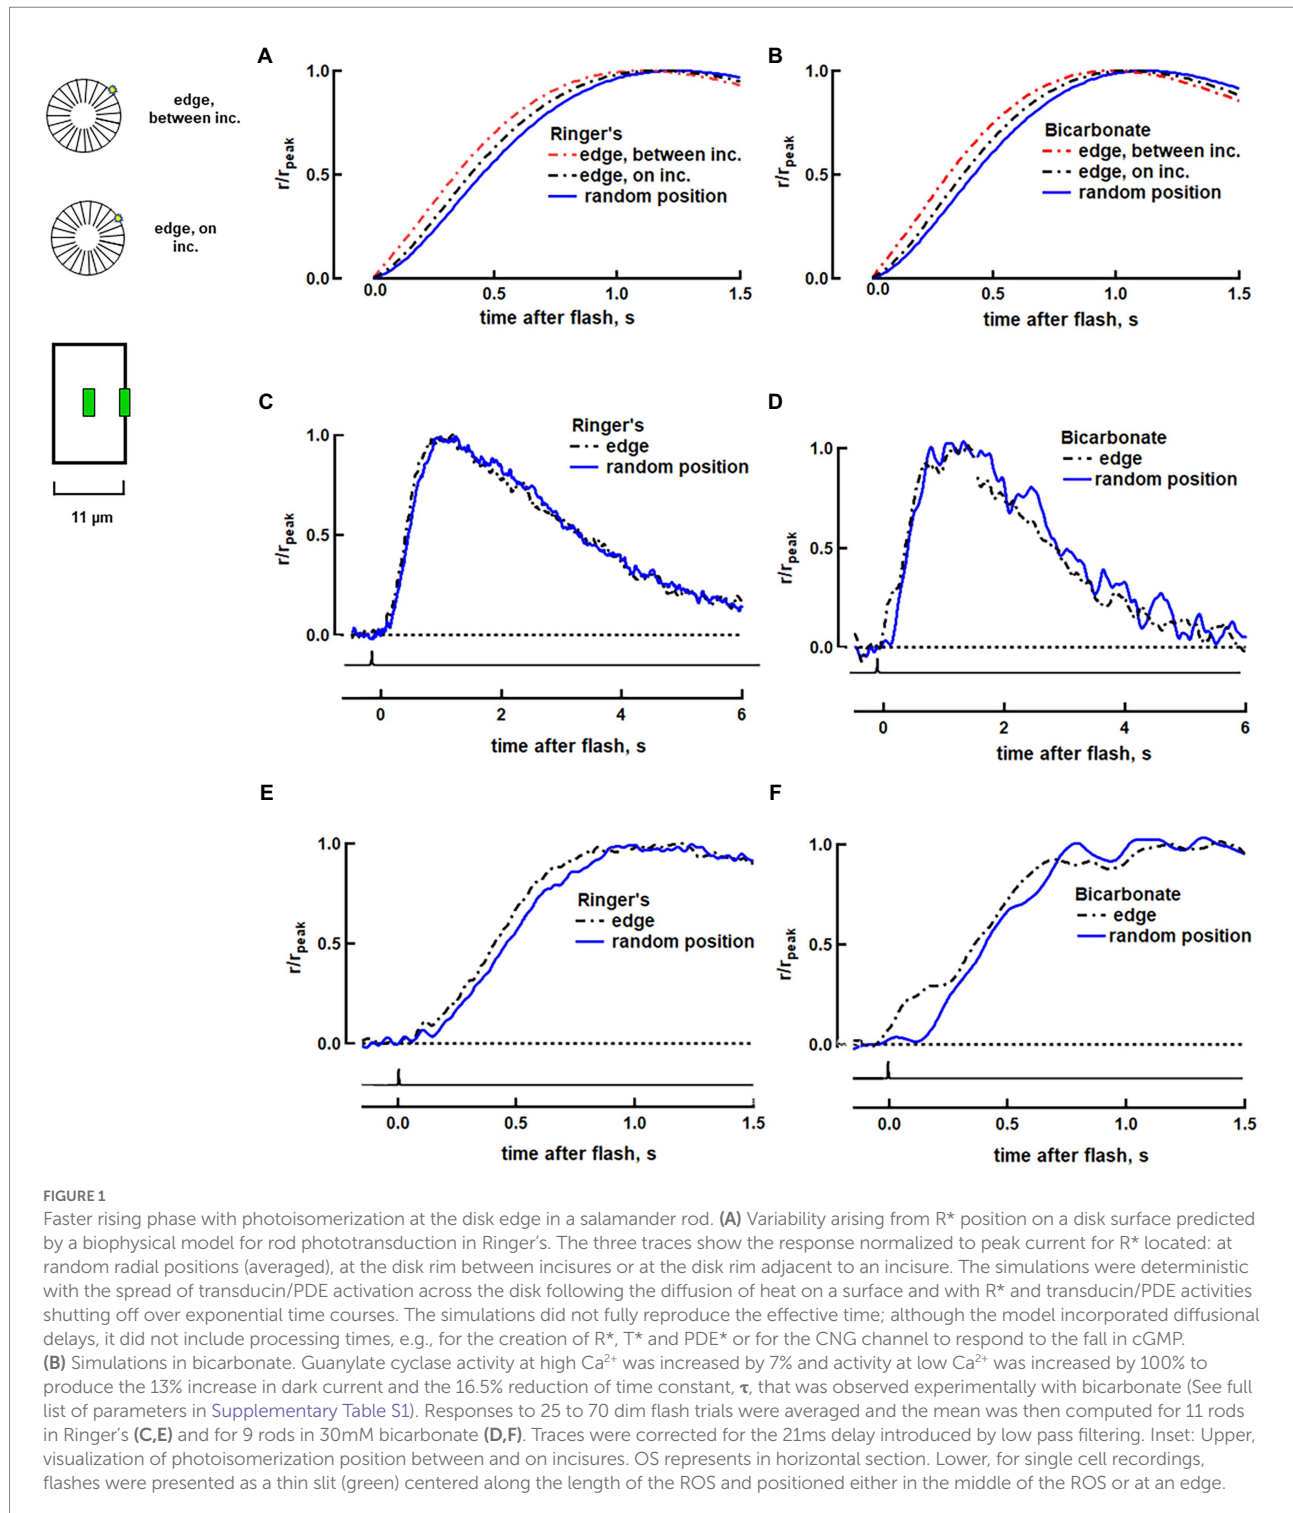 A
B
edge,
between inc.
edge, on
inc.
11 µm
1.0
0.5
0.0
r/rpeak
Ringer's
edge, between inc.
edge, on inc.
random position
0.0
0.5
1.0
1.5
time after flash, s
1.0
0.5
0.0
r/rpeak
Bicarbonate
edge, between inc.
edge, on inc.
random position
0.0
0.5
1.0
1.5
time after flash, s
C
D
1.0
0.5
0.0
r/rpeak
Ringer's
edge
random position
0
2
4
6
time after flash, s
1.0
0.5
0.0
r/rpeak
Bicarbonate
edge
random position
0
2
4
6
time after flash, s
E
F
1.0
0.5
0.0
r/rpeak
Ringer's
edge
random position
0.0
0.5
1.0
1.5
time after flash, s
1.0
0.5
0.0
r/rpeak
Bicarbonate
edge
random position
0.0
0.5
1.0
1.5
time after flash, s
FIGURE 1
Faster rising phase with photoisomerization at the disk edge in a salamander rod. (A) Variability arising from R* position on a disk surface predicted
by a biophysical model for rod phototransduction in Ringer's. The three traces show the response normalized to peak current for R* located: at
random radial positions (averaged), at the disk rim between incisures or at the disk rim adjacent to an incisure. The simulations were deterministic
with the spread of transducin/PDE activation across the disk following the diffusion of heat on a surface and with R* and transducin/PDE activities
shutting off over exponential time courses. The simulations did not fully reproduce the effective time; although the model incorporated diffusional
delays, it did not include processing times, e.g., for the creation of R*, T* and PDE* or for the CNG channel to respond to the fall in cGMP.
(B) Simulations in bicarbonate. Guanylate cyclase activity at high Ca2+ was increased by 7% and activity at low Ca2+ was increased by 100% to
produce the 13% increase in dark current and the 16.5% reduction of time constant, τ, that was observed experimentally with bicarbonate (See full
list of parameters in Supplementary Table S1). Responses to 25 to 70 dim flash trials were averaged and the mean was then computed for 11 rods
in Ringer's (C,E) and for 9 rods in 30mM bicarbonate (D,F). Traces were corrected for the 21ms delay introduced by low pass filtering. Inset: Upper,
visualization of photoisomerization position between and on incisures. OS represents in horizontal section. Lower, for single cell recordings,
flashes were presented as a thin slit (green) centered along the length of the ROS and positioned either in the middle of the ROS or at an edge.